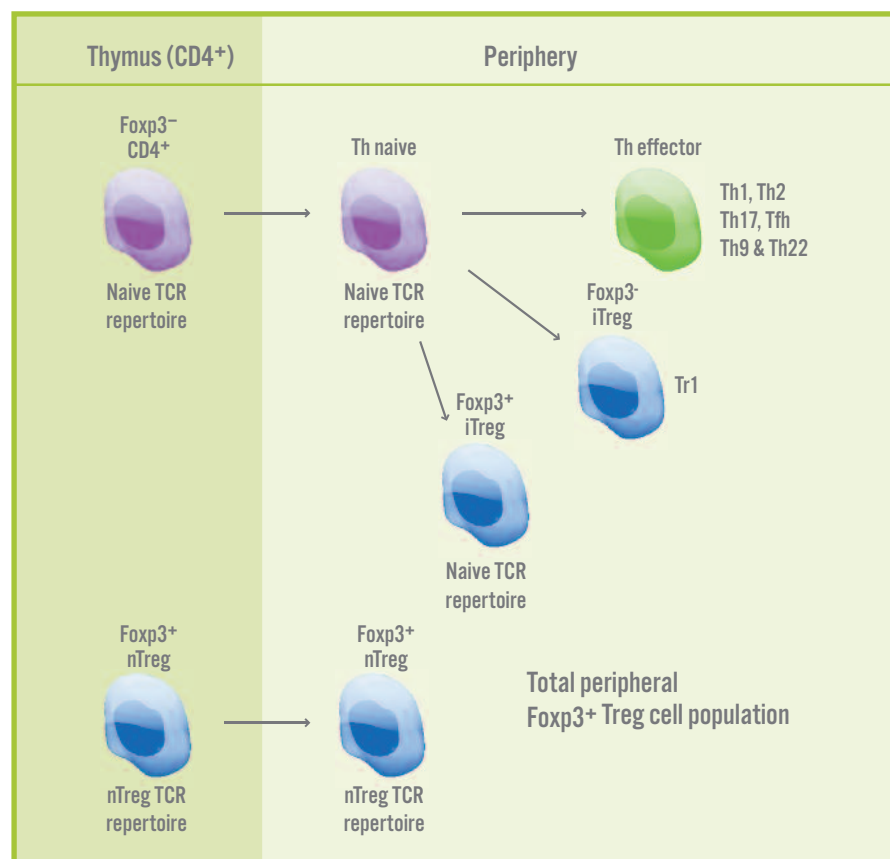 Thymus (CD4+)
Periphery
Foxp3–
CD4+
Naive TCR
repertoire
Th naive
Naive TCR
repertoire
Th effector
Th1, Th2
Th17, Tfh
Th9 & Th22
Foxp3-
iTreg
Tr1
Foxp3+
iTreg
Naive TCR
repertoire
Foxp3+
nTreg
nTreg TCR
repertoire
Foxp3+
nTreg
nTreg TCR
repertoire
Total peripheral
Foxp3+ Treg cell population